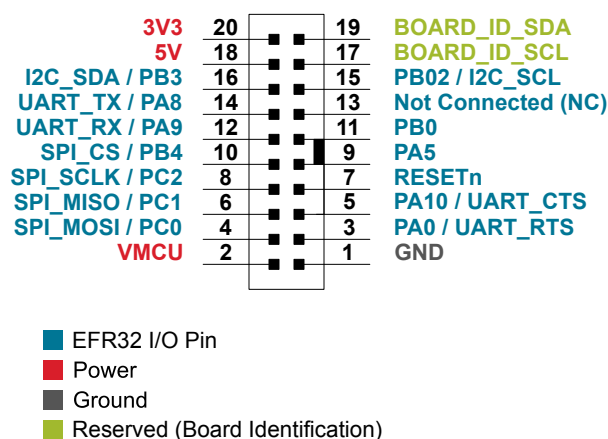 3V3 20 19 BOARD_ID_SDA
5V 18 17 BOARD_ID_SCL
I2C_SDA / PB3 16 15 PB02 / I2C_SCL
UART_TX / PA8 14 13 Not Connected (NC)
UART_RX / PA9 12 11 PB0
SPI_CS / PB4 10 9 PA5
SPI_SCLK / PC2 8 7 RESETn
SPI_MISO / PC1 6 5 PA10 / UART_CTS
SPI_MOSI / PC0 4 3 PA0 / UART_RTS
VMCU 2 1 GND
EFR32 I/O Pin
Power
Ground
Reserved (Board Identification)